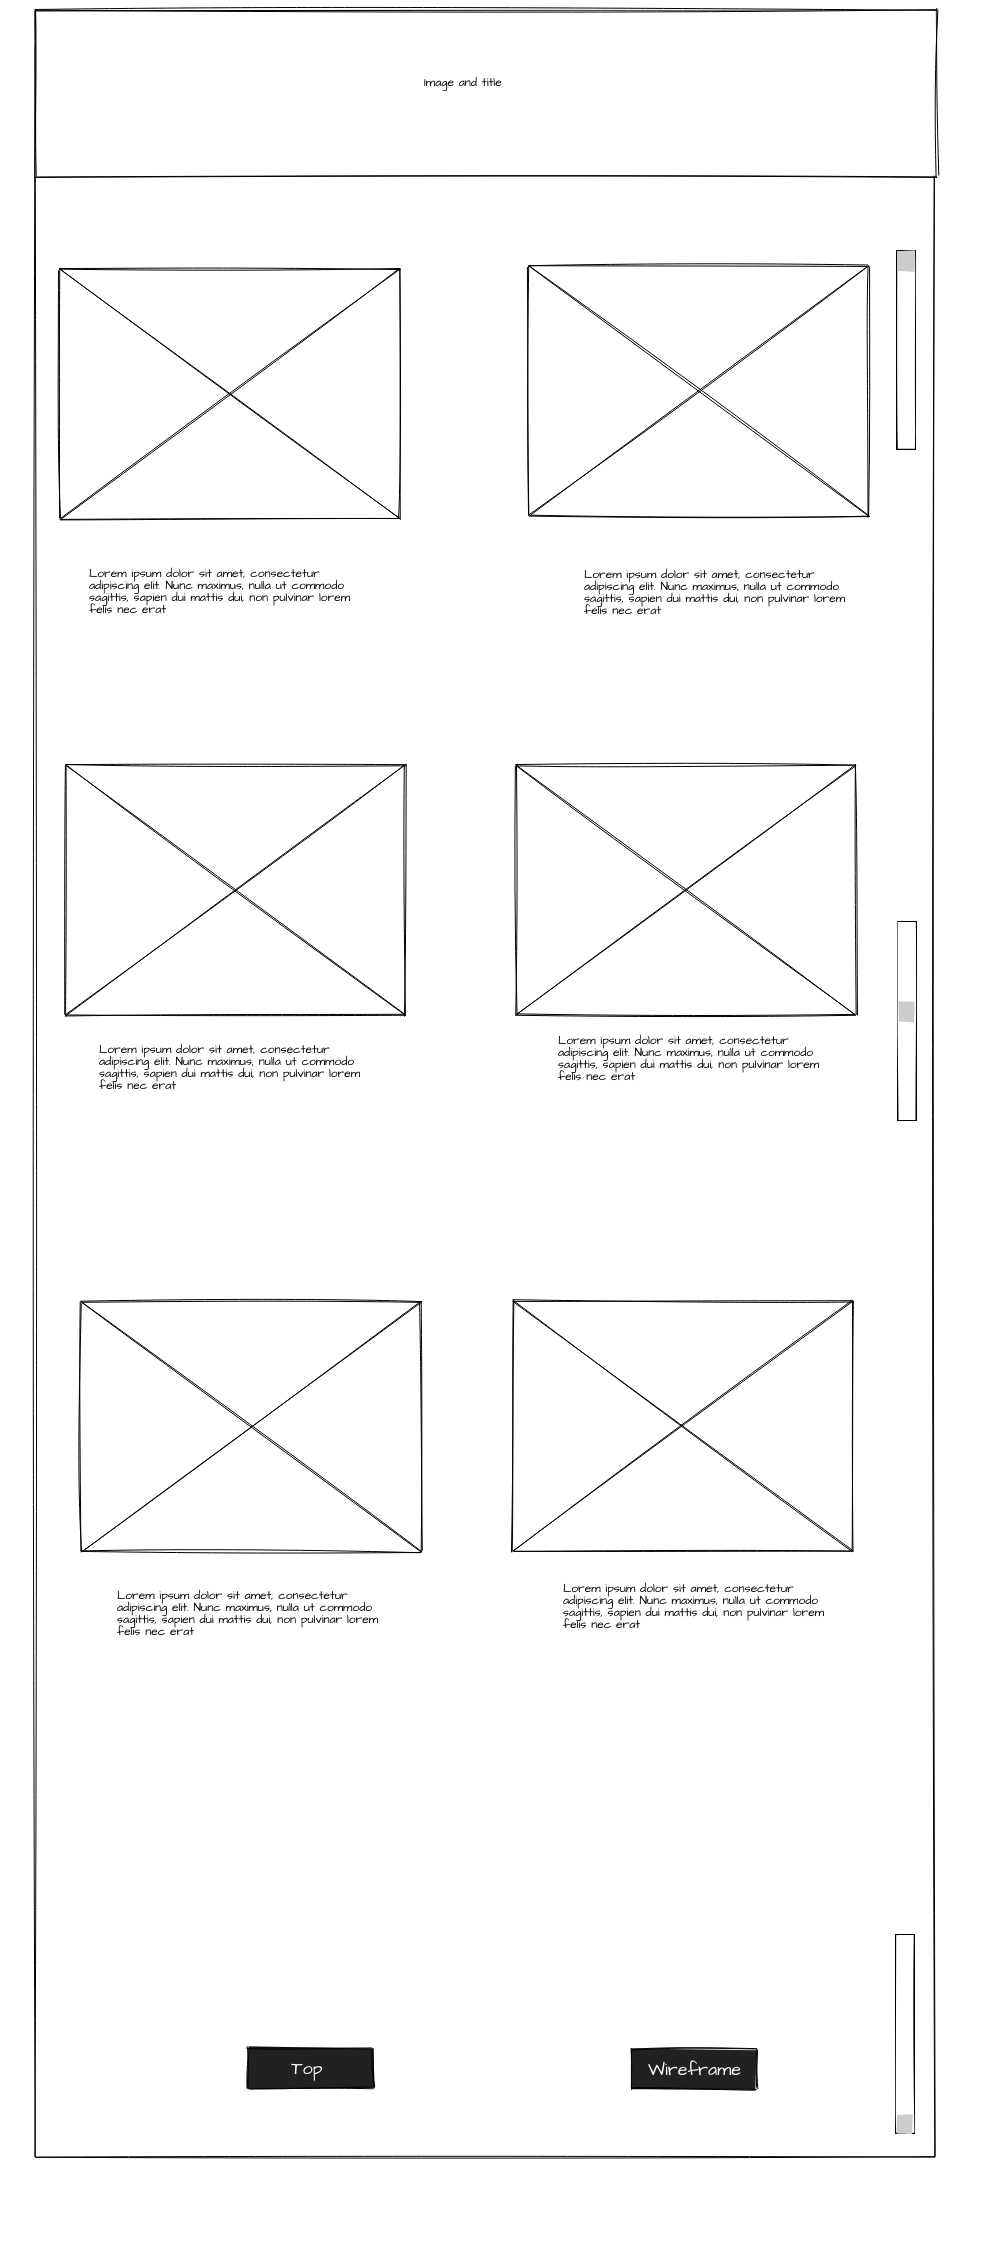 Image and title
Lorem ipsum dolor sit amet, consectetur
adipiscing elit. Nunc maximus, nulla ut commodo
sagittis, sapien dui mattis dui, non pulvinar lorem
felis nec erat
Lorem ipsum dolor sit amet, consectetur
adipiscing elit. Nunc maximus, nulla ut commodo
sagittis, sapien dui mattis dui, non pulvinar lorem
felis nec erat
Lorem ipsum dolor sit amet, consectetur
adipiscing elit. Nunc maximus, nulla ut commodo
sagittis, sapien dui mattis dui, non pulvinar lorem
felis nec erat
Lorem ipsum dolor sit amet, consectetur
adipiscing elit. Nunc maximus, nulla ut commodo
sagittis, sapien dui mattis dui, non pulvinar lorem
felis nec erat
Lorem ipsum dolor sit amet, consectetur
adipiscing elit. Nunc maximus, nulla ut commodo
sagittis, sapien dui mattis dui, non pulvinar lorem
felis nec erat
Lorem ipsum dolor sit amet, consectetur
adipiscing elit. Nunc maximus, nulla ut commodo
sagittis, sapien dui mattis dui, non pulvinar lorem
felis nec erat
Top
Wireframe